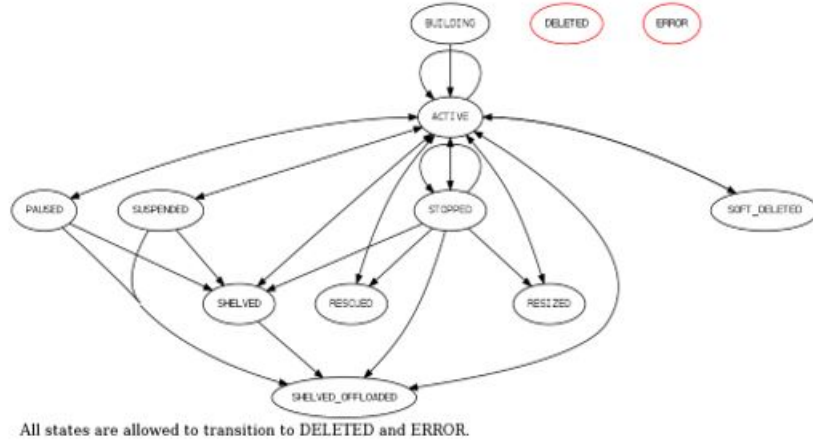 BUILDING
DELETED
ERROR
ACTIVE
PAUSED
SUSPENDED
STOPPED
SOFT_DELETED
SHELVED
RESCUED
RESIZED
SHELVED_OFFLOADED
All states are allowed to transition to DELETED and ERROR.